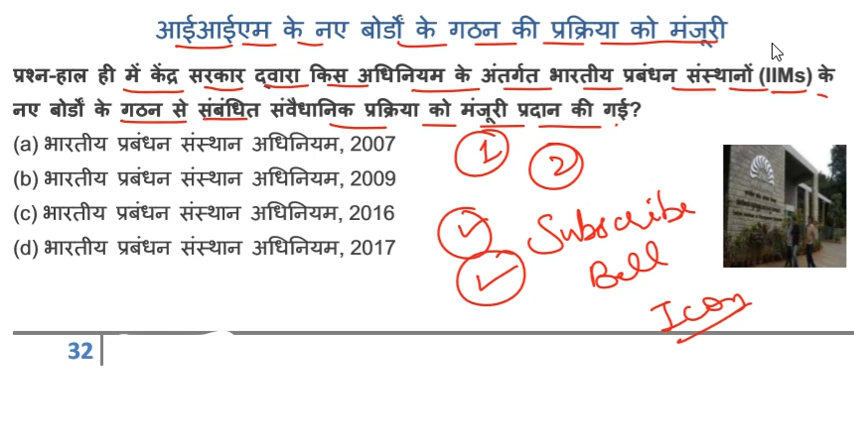 आईआईएम के नए बोर्डों के गठन की प्रक्रिया को मंजूरी
प्रश्न-हाल ही में केंद्र सरकार द्वारा किस अधिनियम के अंतर्गत भारतीय प्रबंधन संस्थानों (IIMs) के
नए बोर्डों के गठन से संबंधित संवैधानिक प्रक्रिया को मंजूरी प्रदान की गई?
(a) भारतीय प्रबंधन संस्थान अधिनियम, 2007
(b) भारतीय प्रबंधन संस्थान अधिनियम, 2009
(c) भारतीय प्रबंधन संस्थान अधिनियम, 2016
(d) भारतीय प्रबंधन संस्थान अधिनियम, 2017
1 2
Subscribe
Bell
Icon
32